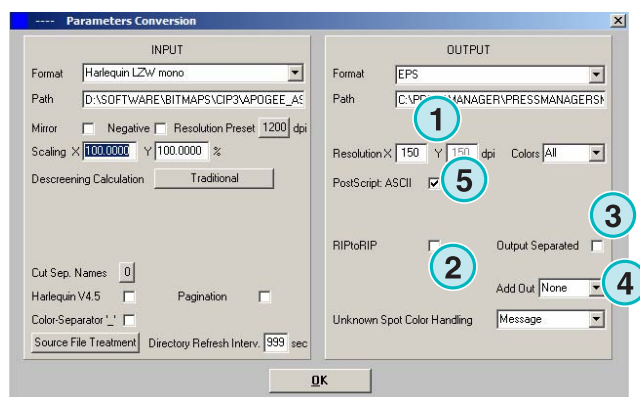 ---- Parameters Conversion
INPUT
Format Harlequin LZW mono
Path D:\SOFTWARE\BITMAPS\CIP3\APOGEE_AS
Mirror Negative Resolution Preset 1200 dpi
Scaling X 100.0000 Y 100.0000 %
Descreening Calculation Traditional
Cut Sep. Names 0
Harlequin V4.5 Pagination
Color-Separator '_'
Source File Treatment Directory Refresh Interv. 999 sec
OUTPUT
Format EPS
Path
1
Resolution X 150 Y 150 dpi Colors All
PostScript: ASCII 5
3
RIPtoRIP Output Separated
2
Add Out None 4
Unknown Spot Color Handling Message
OK